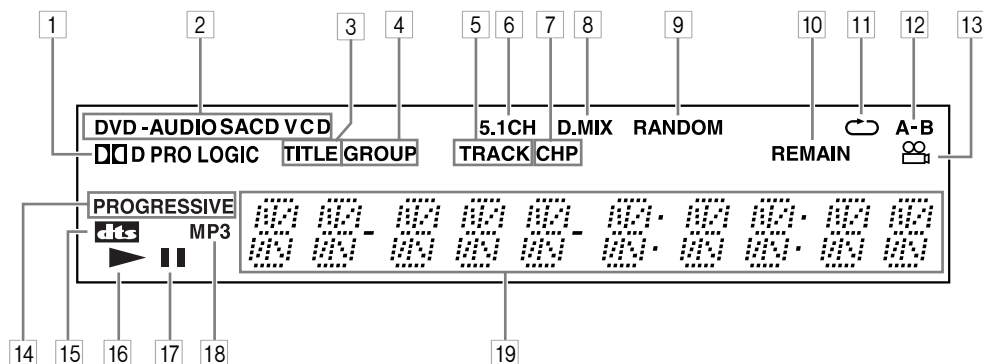 1 2 3 4 5 6 7 8 9 10 11 12 13
DVD -AUDIO SACD VCD 5.1CH D.MIX RANDOM A-B
D PRO LOGIC TITLE GROUP TRACK CHP REMAIN
PROGRESSIVE
dts MP3
14 15 16 17 18 19